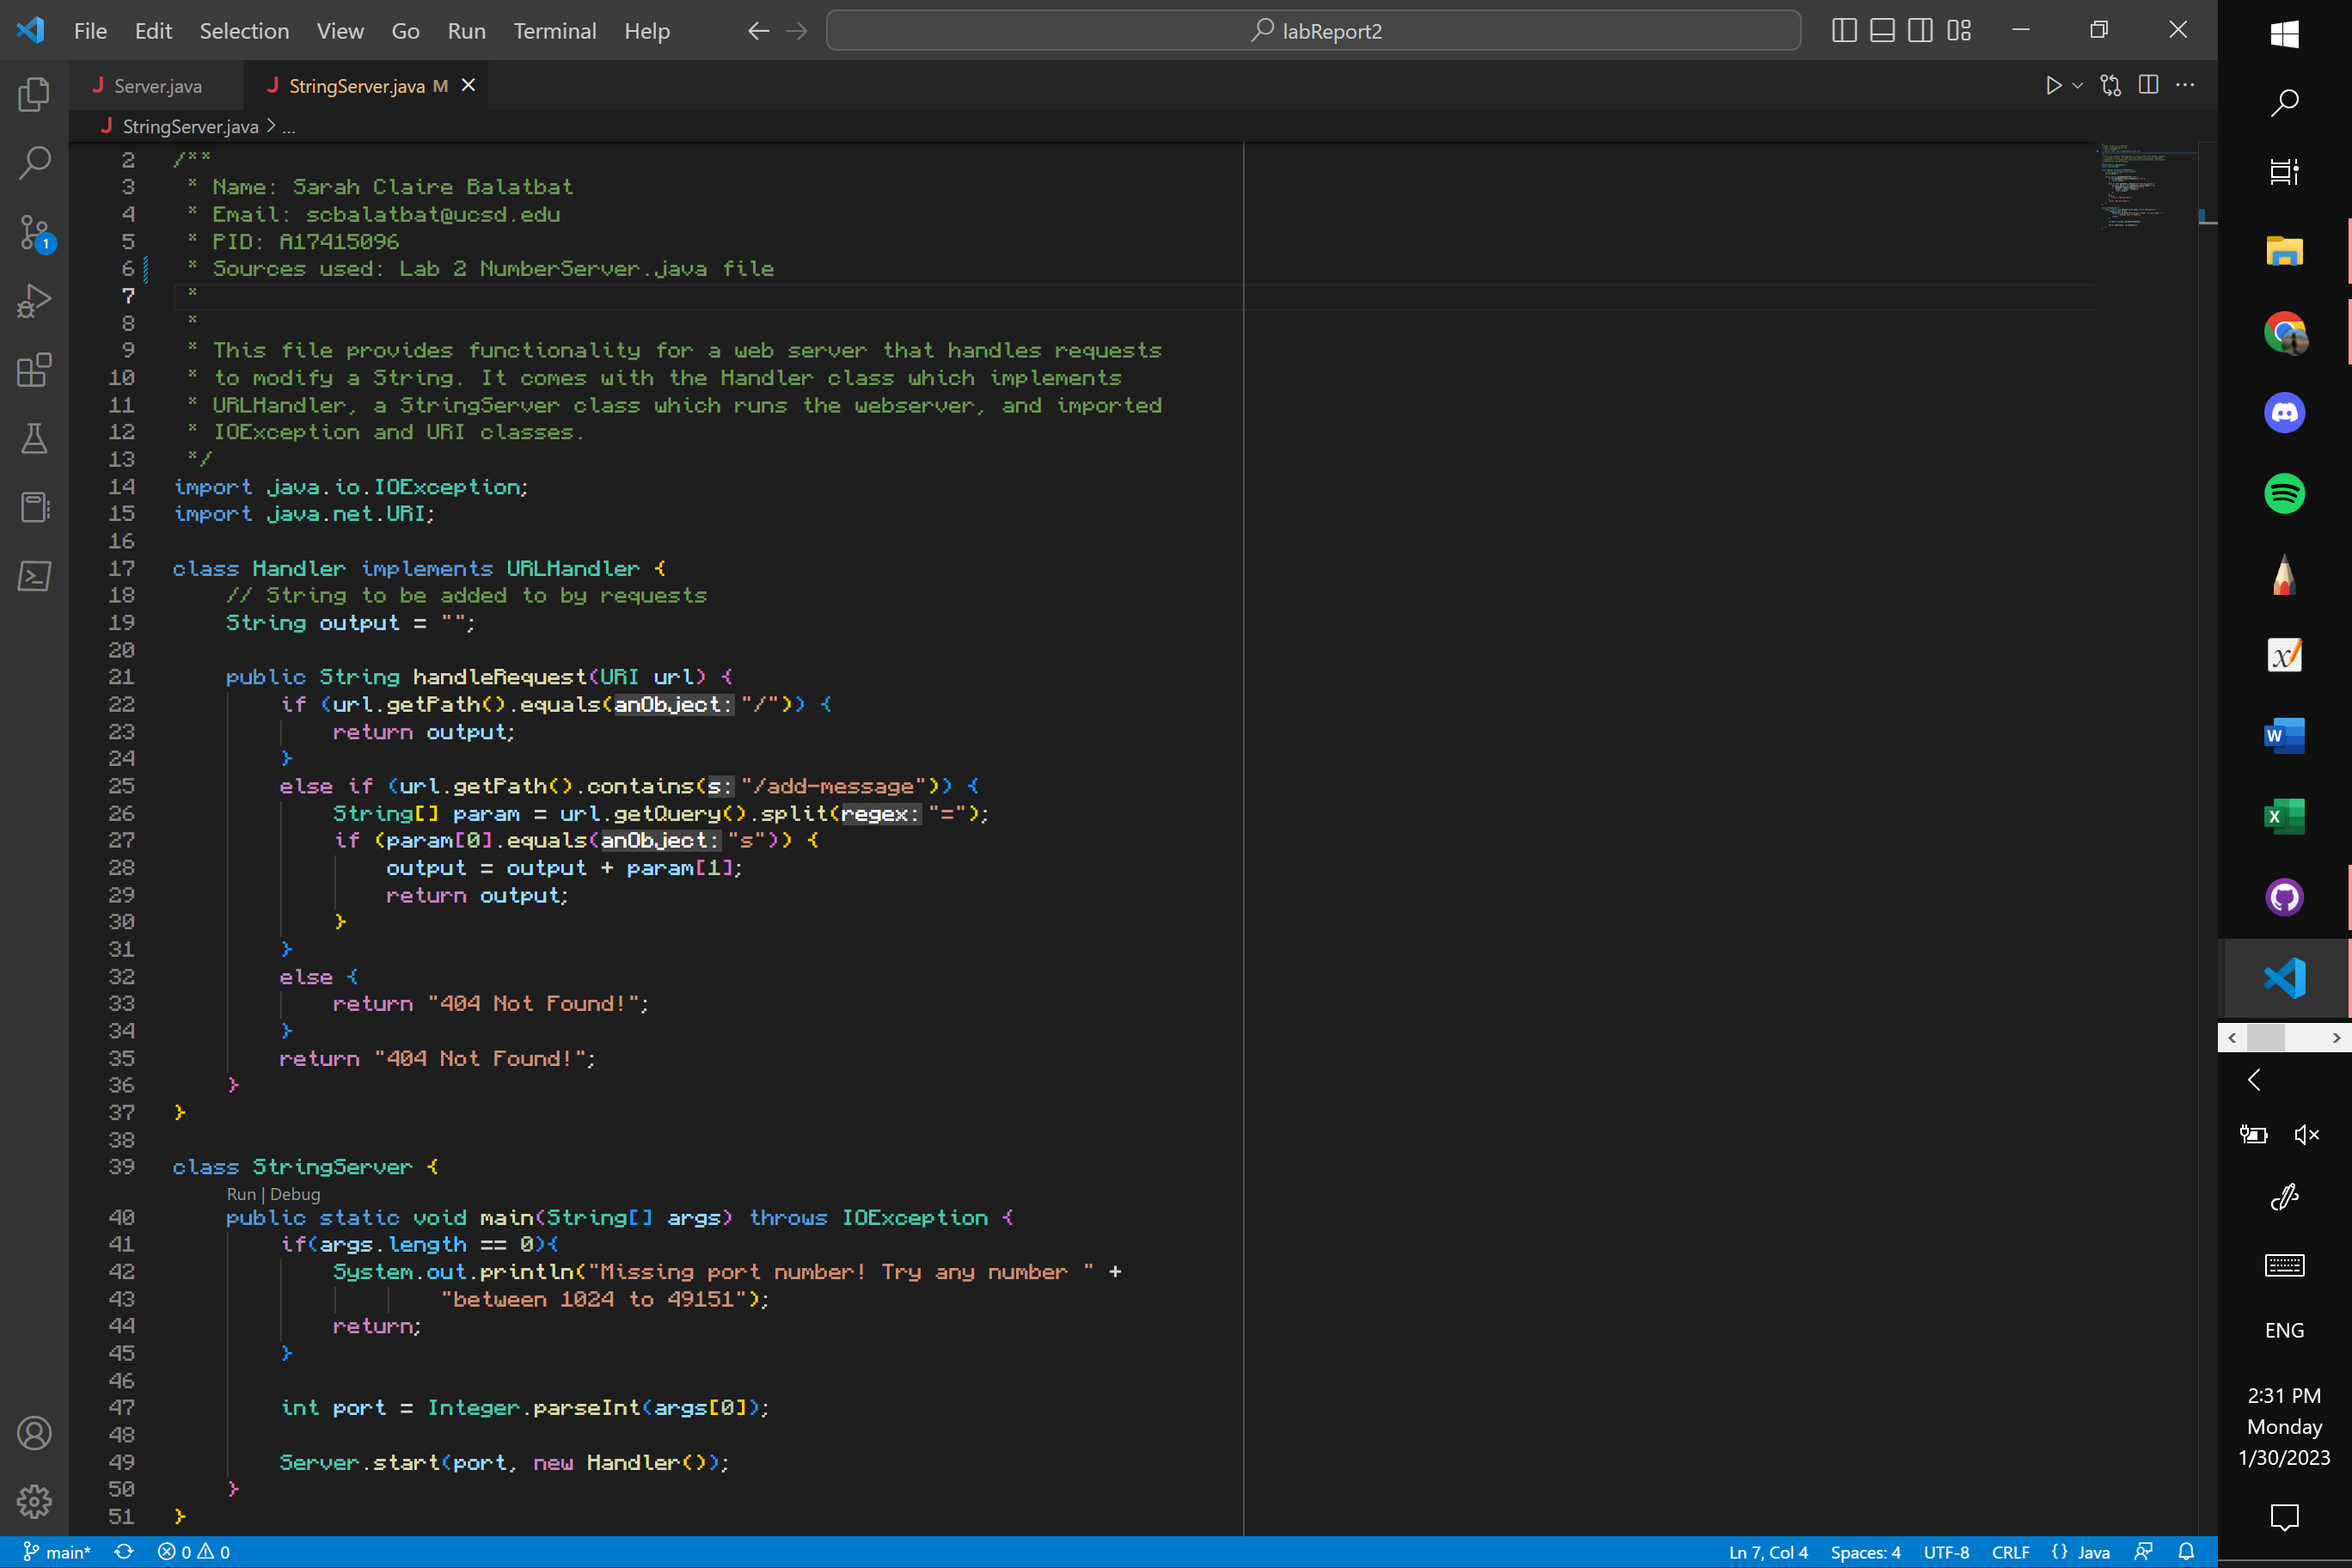 File Edit Selection View Go Run Terminal Help labReport2
Server.java StringServer.java M
StringServer.java > ...
2 /**
3 * Name: Sarah Claire Balatbat
4 * Email: scbalatbat@ucsd.edu
5 * PID: A17415096
6 * Sources used: Lab 2 NumberServer.java file
7 *
8 *
9 * This file provides functionality for a web server that handles requests
10 * to modify a String. It comes with the Handler class which implements
11 * URLHandler, a StringServer class which runs the webserver, and imported
12 * IOException and URI classes.
13 */
14 import java.io.IOException;
15 import java.net.URI;
16
17 class Handler implements URLHandler {
18 // String to be added to by requests
19 String output = "";
20
21 public String handleRequest(URI url) {
22 if (url.getPath().equals(anObject: "/")) {
23 return output;
24 }
25 else if (url.getPath().contains(s: "/add-message")) {
26 String[] param = url.getQuery().split(regex: "=");
27 if (param[0].equals(anObject: "s")) {
28 output = output + param[1];
29 return output;
30 }
31 }
32 else {
33 return "404 Not Found!";
34 }
35 return "404 Not Found!";
36 }
37 }
38
39 class StringServer {
Run | Debug
40 public static void main(String[] args) throws IOException {
41 if(args.length == 0){
42 System.out.println("Missing port number! Try any number " +
43 "between 1024 to 49151");
44 return;
45 }
46
47 int port = Integer.parseInt(args[0]);
48
49 Server.start(port, new Handler());
50 }
51 }
main* 0 0 Ln 7, Col 4 Spaces: 4 UTF-8 CRLF {} Java
1
W
X
ENG
2:31 PM
Monday
1/30/2023